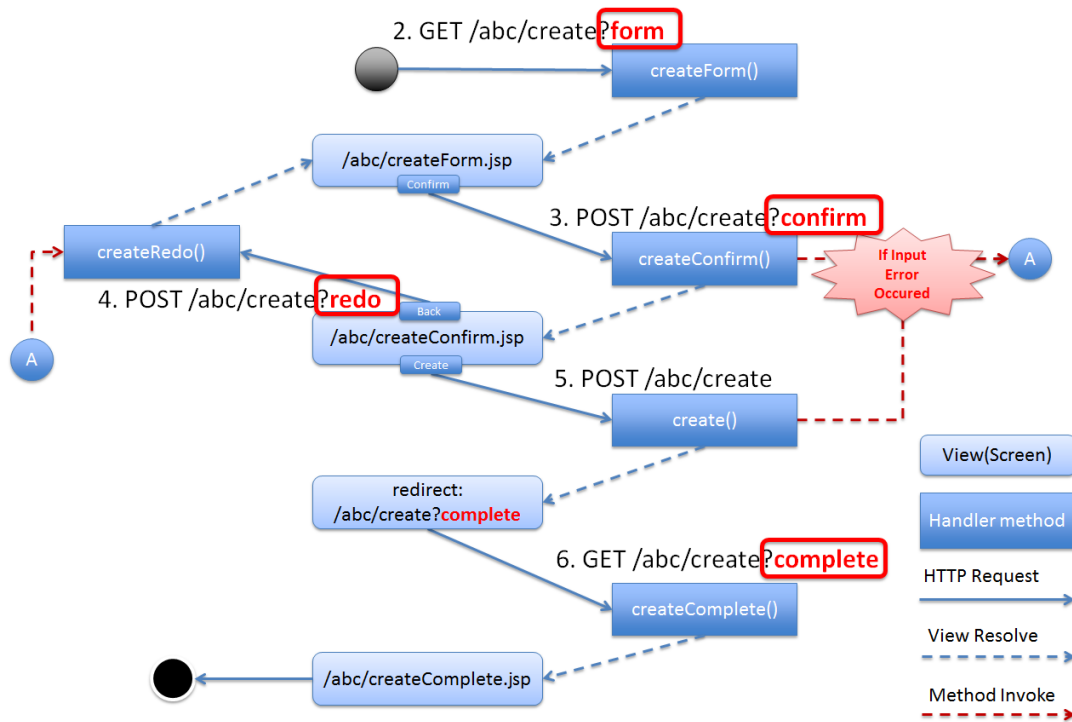 2. GET /abc/create?form
createForm()
/abc/createForm.jsp
Confirm
3. POST /abc/create?confirm
createRedo()
createConfirm()
If Input
Error
Occured
A
4. POST /abc/create?redo
Back
/abc/createConfirm.jsp
A
Create
5. POST /abc/create
create()
View(Screen)
redirect:
/abc/create?complete
Handler method
6. GET /abc/create?complete
HTTP Request
createComplete()
View Resolve
/abc/createComplete.jsp
Method Invoke